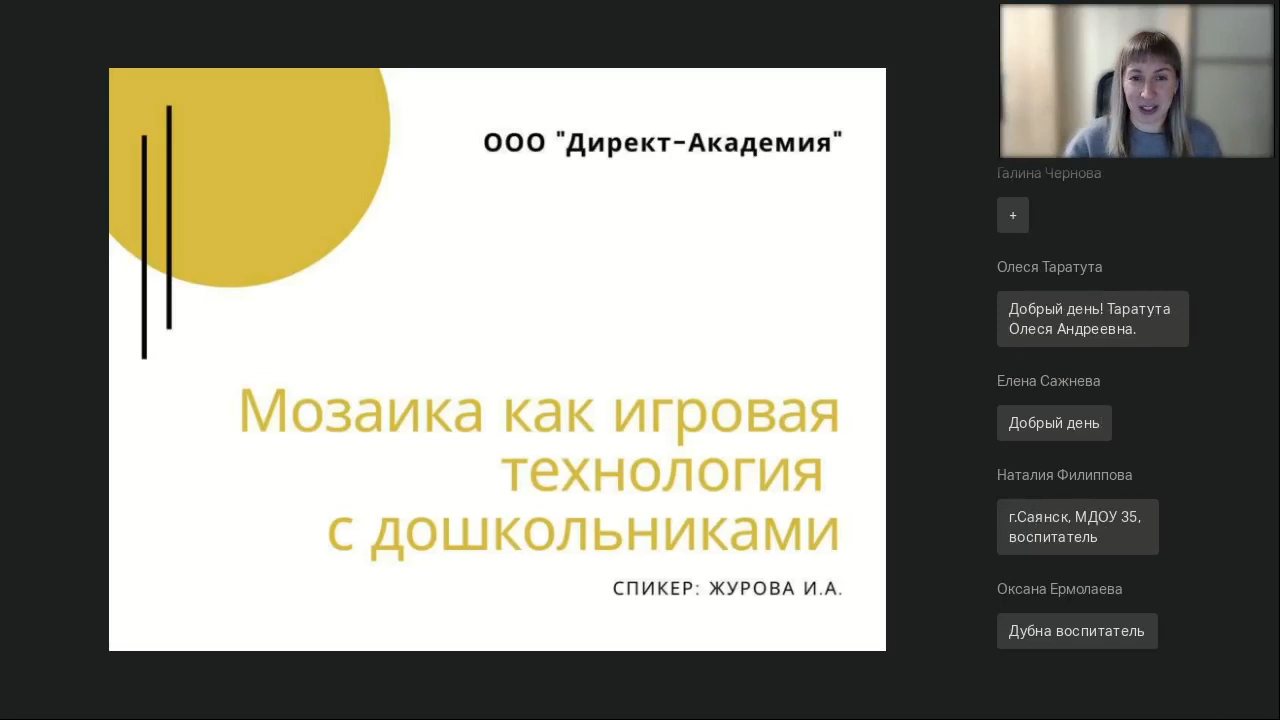 ООО "Директ-Академия"
Мозаика как игровая
технология
с дошкольниками
СПИКЕР: ЖУРОВА И.А.
Галина Чернова
+
Олеся Таратута
Добрый день! Таратута
Олеся Андреевна.
Елена Сажнева
Добрый день
Наталия Филиппова
г.Саянск, МДОУ 35,
воспитатель
Оксана Ермолаева
Дубна воспитатель